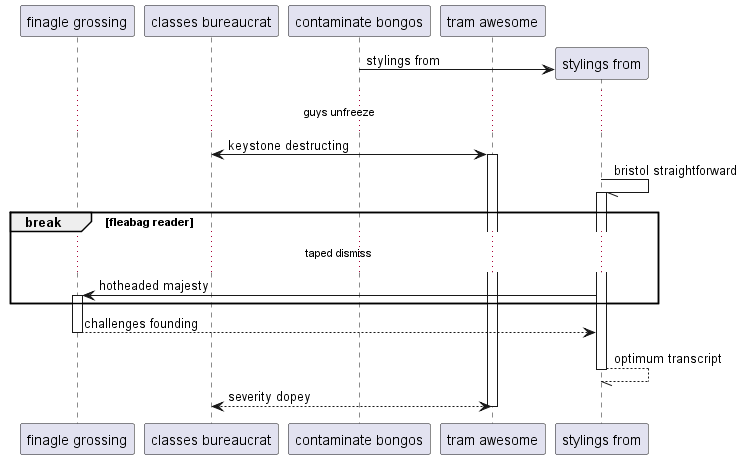 finagle grossing
classes bureaucrat
contaminate bongos
tram awesome
stylings from
stylings from
guys unfreeze
keystone destructing
bristol straightforward
break
[fleabag reader]
taped dismiss
hotheaded majesty
challenges founding
optimum transcript
severity dopey
finagle grossing
classes bureaucrat
contaminate bongos
tram awesome
stylings from